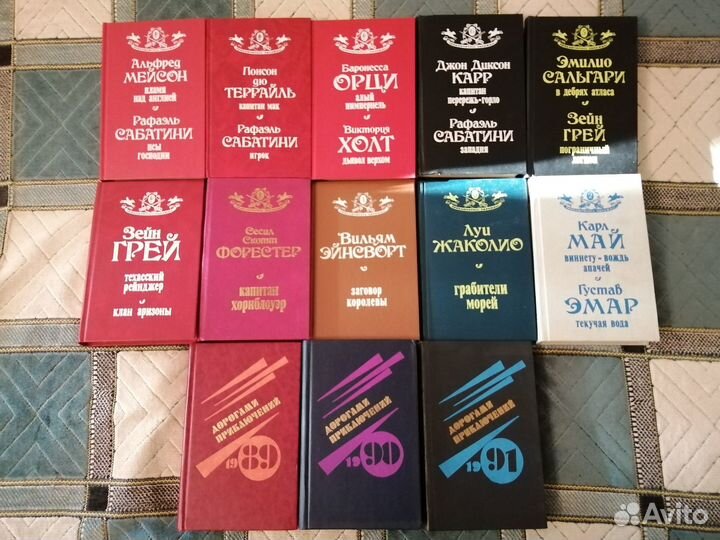 Альфред
МЕЙСОН
пламя
над англией
Рафаэль
САБАТИНИ
псы
господни
Понсон
дю
ТЕРРАЙЛЬ
капитан мак
Рафаэль
САБАТИНИ
игрок
Баронесса
ОРЦИ
алый
пимпернель
Виктория
ХОЛТ
дьявол верхом
Джон Диксон
КАРР
капитан
перережь-горло
Рафаэль
САБАТИНИ
западня
Эмилио
САЛЬГАРИ
в дебрях атласа
Зейн
ГРЕЙ
пограничный
легион
Зейн
ГРЕЙ
техасский
рейнджер
клан аризоны
Сесил
Скотт
ФОРЕСТЕР
капитан
хорнблоуэр
Вильям
ЭЙНСВОРТ
заговор
королевы
Луи
ЖАКОЛИО
грабители
морей
Карл
МАЙ
виннету - вождь
апачей
Густав
ЭМАР
текучая вода
ДОРОГАМИ
ПРИКЛЮЧЕНИЙ
1989
ДОРОГАМИ
ПРИКЛЮЧЕНИЙ
1990
ДОРОГАМИ
ПРИКЛЮЧЕНИЙ
1991
Avito